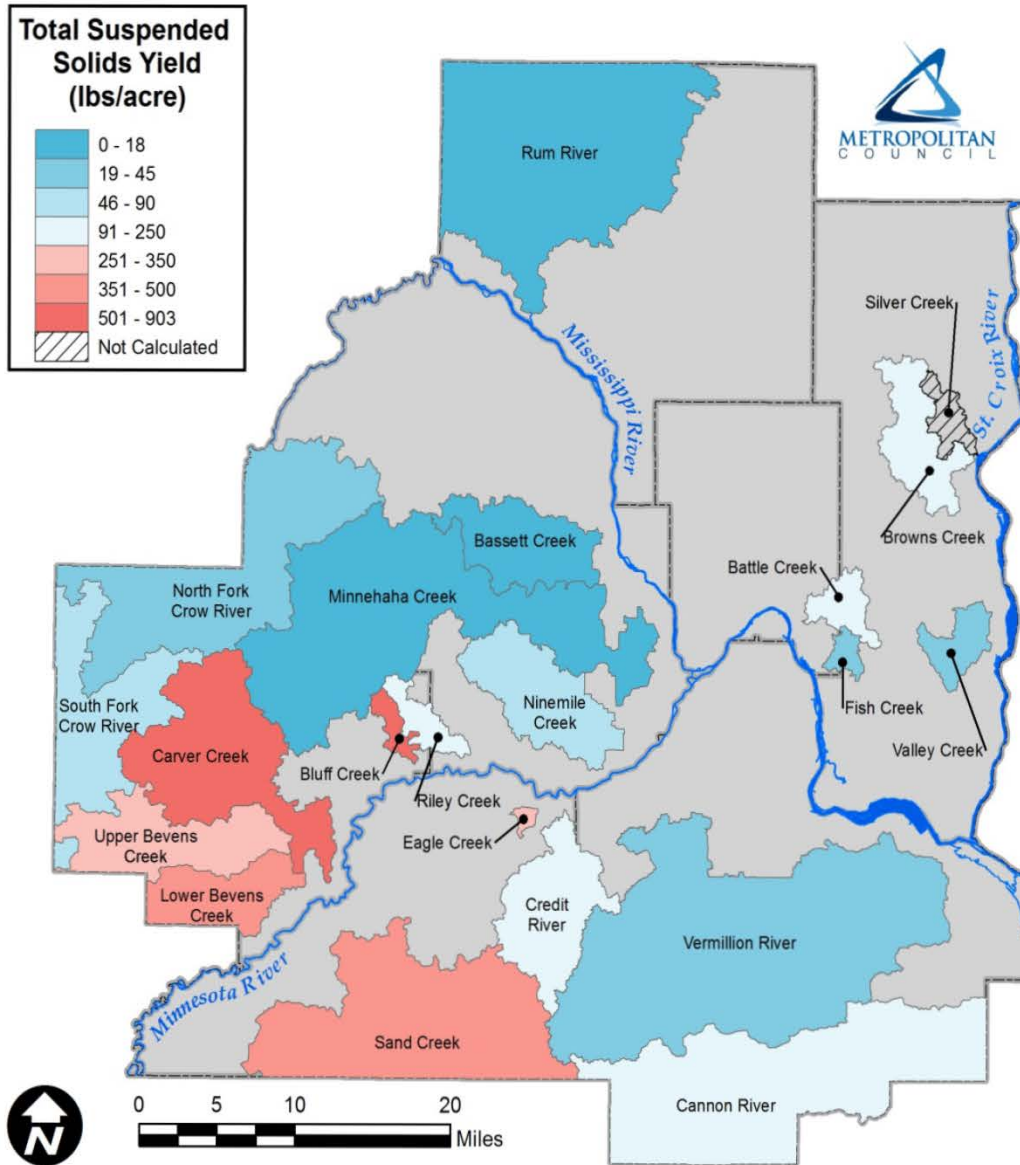 Total Suspended
Solids Yield
(lbs/acre)
0 - 18
19 - 45
46 - 90
91 - 250
251 - 350
351 - 500
501 - 903
Not Calculated
METROPOLITAN
COUNCIL
Rum River
Mississippi River
Silver Creek
St. Croix River
Browns Creek
Bassett Creek
Battle Creek
North Fork
Crow River
Minnehaha Creek
South Fork
Crow River
Ninemile
Creek
Fish Creek
Valley Creek
Carver Creek
Bluff Creek
Riley Creek
Upper Bevens
Creek
Eagle Creek
Lower Bevens
Creek
Credit
River
Vermillion River
Minnesota River
Sand Creek
Cannon River
N
0 5 10 20
Miles